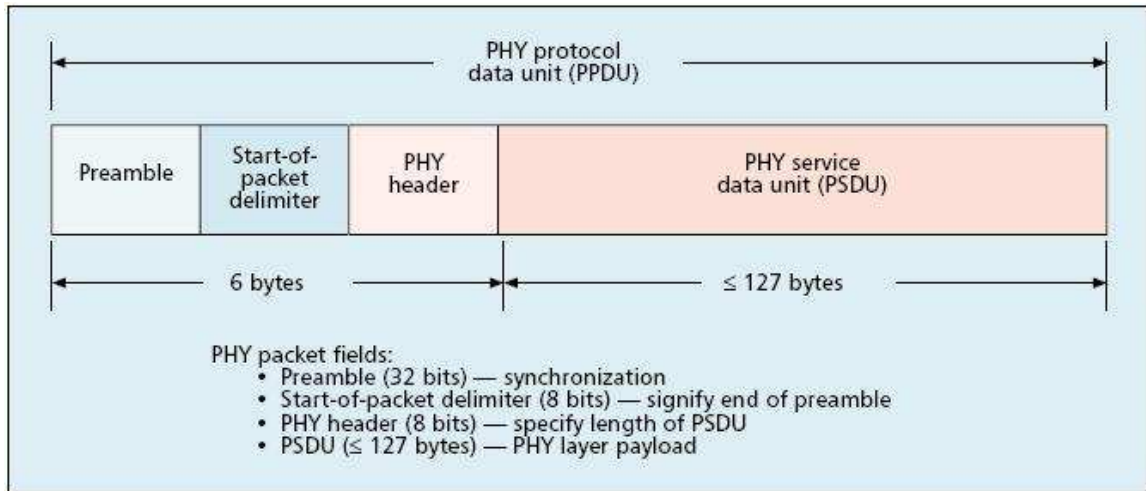 PHY protocol
data unit (PPDU)
Preamble
Start-of-
packet
delimiter
PHY
header
PHY service
data unit (PSDU)
6 bytes
≤ 127 bytes
PHY packet fields:
• Preamble (32 bits) — synchronization
• Start-of-packet delimiter (8 bits) — signify end of preamble
• PHY header (8 bits) — specify length of PSDU
• PSDU (≤ 127 bytes) — PHY layer payload